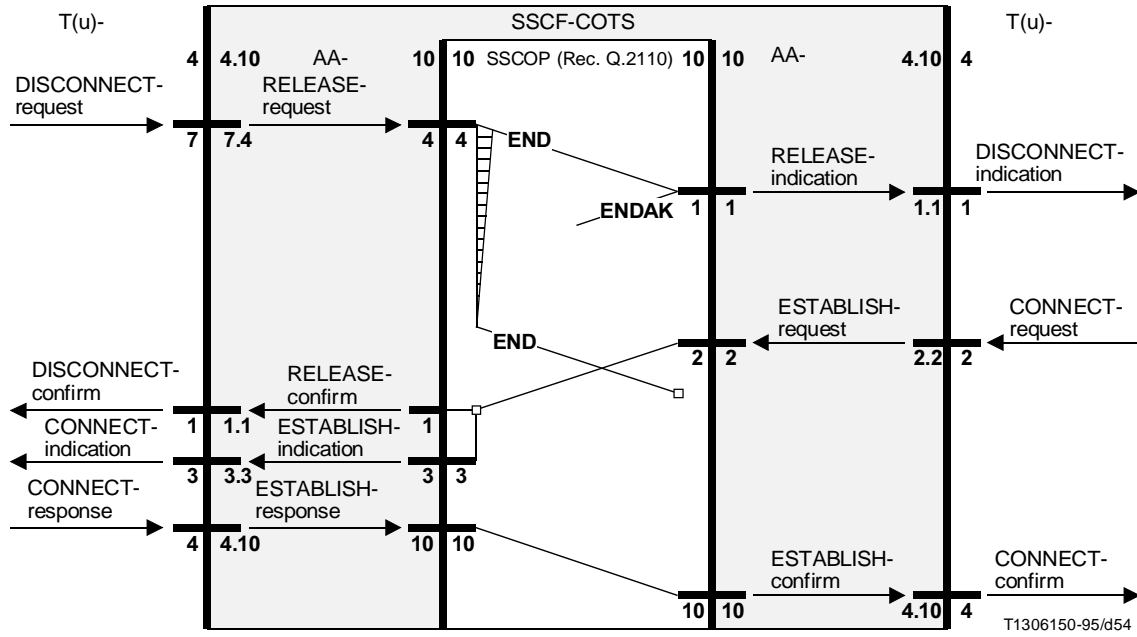 SSCF-COTS
T(u)-
T(u)-
4 4.10 AA- 10 10 SSCOP (Rec. Q.2110) 10 10 AA- 4.10 4
DISCONNECT-
request
RELEASE-
request
7 7.4 4 4
END
RELEASE-
indication
DISCONNECT-
indication
ENDAK
1 1 1.1 1
ESTABLISH-
request
CONNECT-
request
END
2 2 2.2 2
DISCONNECT-
confirm
RELEASE-
confirm
1 1.1 1
CONNECT-
indication
ESTABLISH-
indication
3 3.3 3 3
CONNECT-
response
ESTABLISH-
response
4 4.10 10 10
ESTABLISH-
confirm
CONNECT-
confirm
10 10 4.10 4
T1306150-95/d54